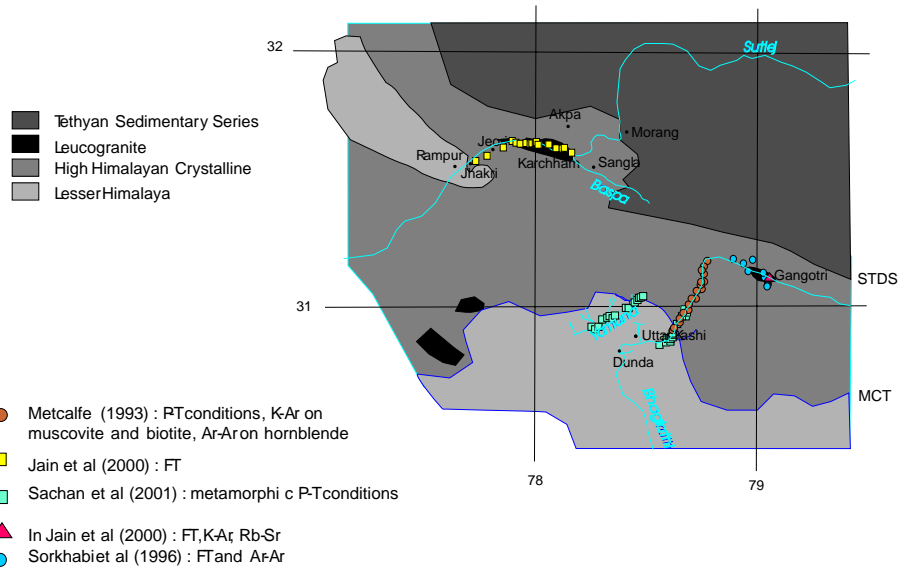 32
Sutlej
Tethyan Sedimentary Series
Leucogranite
High Himalayan Crystalline
Lesser Himalaya
Akpa
Morang
Rampur
Karchham
Sangla
Jhakri
Baspa
Gangotri
STDS
31
Yamuna
Uttarkashi
Dunda
MCT
Bhagirathi
Metcalfe (1993) : P-T conditions, K-Ar on
muscovite and biotite, Ar-Ar on hornblende
Jain et al (2000) : FT
78
79
Sachan et al (2001) : metamorphic P-T conditions
In Jain et al (2000) : FT, K-Ar, Rb-Sr
Sorkhabi et al (1996) : FT and Ar-Ar